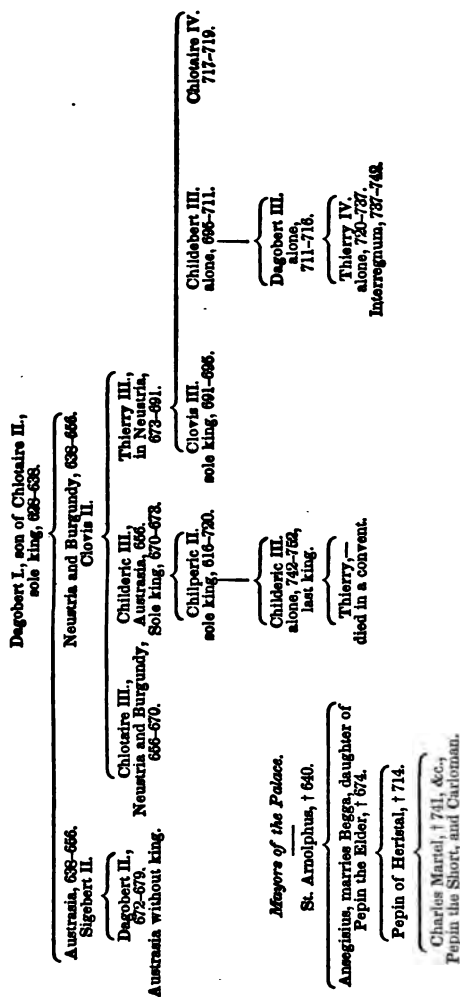 Dagobert I., son of Chlotaire II.,
sole king, 628-638.
Austrasia, 638-656.
Sigebert II.
Neustria and Burgundy, 638-656.
Clovis II.
Dagobert II.,
672-679.
Austrasia without king.
Chlotaire III.,
Neustria and Burgundy,
656-670.
Childeric III.,
Austrasia, 656.
Sole king, 670-673.
Thierry III.,
in Neustria,
673-691.
Chilperic II.
sole king, 616-720.
Clovis III.
sole king, 691-695.
Childebert III.
alone, 695-711.
Chlotaire IV.
717-719.
Childeric III.
alone, 742-752,
last king.
Dagobert III.
alone,
711-716.
Thierry,—
died in a convent.
Thierry IV.
alone, 720-737.
Interregnum, 737-742.
Mayors of the Palace.
St. Arnolphus, † 640.
Ansegisius, marries Begga, daughter of
Pepin the Elder, † 674.
Pepin of Heristal, † 714.
Charles Martel, † 741, &c.,
Pepin the Short, and Carloman.